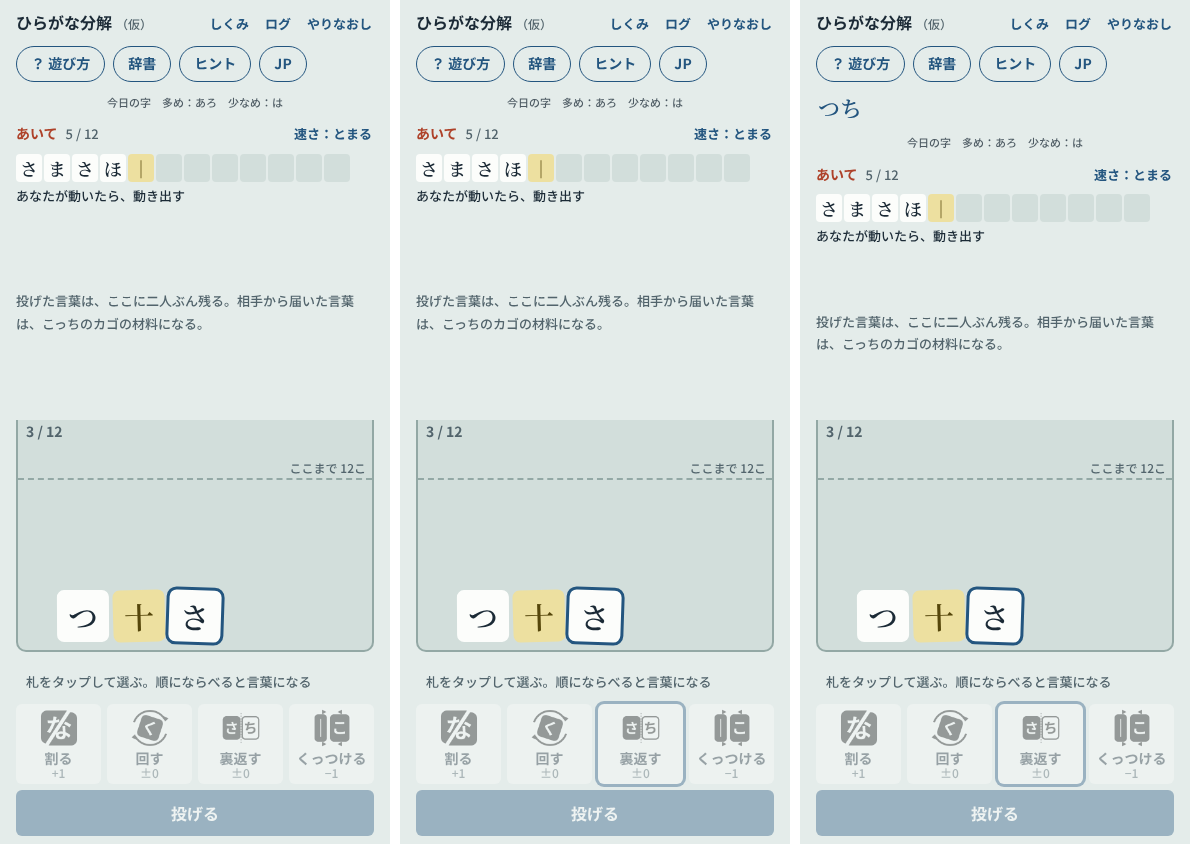 ひらがな分解 （仮） しくみ ログ やりなおし
？ 遊び方 辞書 ヒント JP
今日の字 多め：あろ 少なめ：は
あいて 5 / 12 速さ：とまる
さ ま さ ほ ｜
あなたが動いたら、動き出す
投げた言葉は、ここに二人ぶん残る。相手から届いた言葉
は、こっちのカゴの材料になる。
3 / 12
ここまで 12こ
つ 十 さ
札をタップして選ぶ。順にならべると言葉になる
な く さ ち ｜ こ
割る 回す 裏返す くっつける
+1 ±0 ±0 −1
投げる
ひらがな分解 （仮） しくみ ログ やりなおし
？ 遊び方 辞書 ヒント JP
今日の字 多め：あろ 少なめ：は
あいて 5 / 12 速さ：とまる
さ ま さ ほ ｜
あなたが動いたら、動き出す
投げた言葉は、ここに二人ぶん残る。相手から届いた言葉
は、こっちのカゴの材料になる。
3 / 12
ここまで 12こ
つ 十 さ
札をタップして選ぶ。順にならべると言葉になる
な く さ ち ｜ こ
割る 回す 裏返す くっつける
+1 ±0 ±0 −1
投げる
ひらがな分解 （仮） しくみ ログ やりなおし
？ 遊び方 辞書 ヒント JP
つち
今日の字 多め：あろ 少なめ：は
あいて 5 / 12 速さ：とまる
さ ま さ ほ ｜
あなたが動いたら、動き出す
投げた言葉は、ここに二人ぶん残る。相手から届いた言葉
は、こっちのカゴの材料になる。
3 / 12
ここまで 12こ
つ 十 さ
札をタップして選ぶ。順にならべると言葉になる
な く さ ち ｜ こ
割る 回す 裏返す くっつける
+1 ±0 ±0 −1
投げる